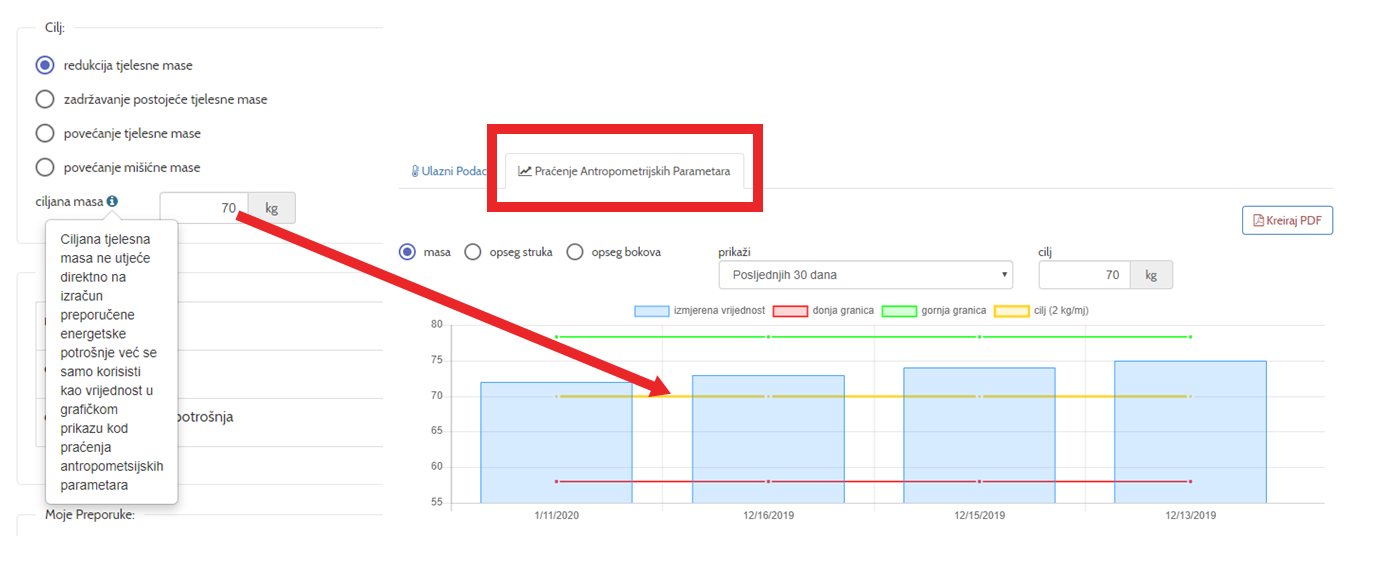 Cilj:
redukcija tjelesne mase
zadržavanje postojeće tjelesne mase
povećanje tjelesne mase
povećanje mišićne mase
ciljana masa
70 kg
Ciljana tjelesna
masa ne utječe
direktno na
izračun
preporučene
energetske
potrošnje već se
samo korisisti
kao vrijednost u
grafičkom
prikazu kod
praćenja
antropometsijskih
parametara
potrošnja
Moje Preporuke:
Ulazni Podac
Praćenje Antropometrijskih Parametara
Kreiraj PDF
masa opseg struka opseg bokova
prikaži
Posljednjih 30 dana
cilj
70 kg
izmjerena vrijednost donja granica gornja granica cilj (2 kg/mj)
80
75
70
65
60
55
1/11/2020 12/16/2019 12/15/2019 12/13/2019